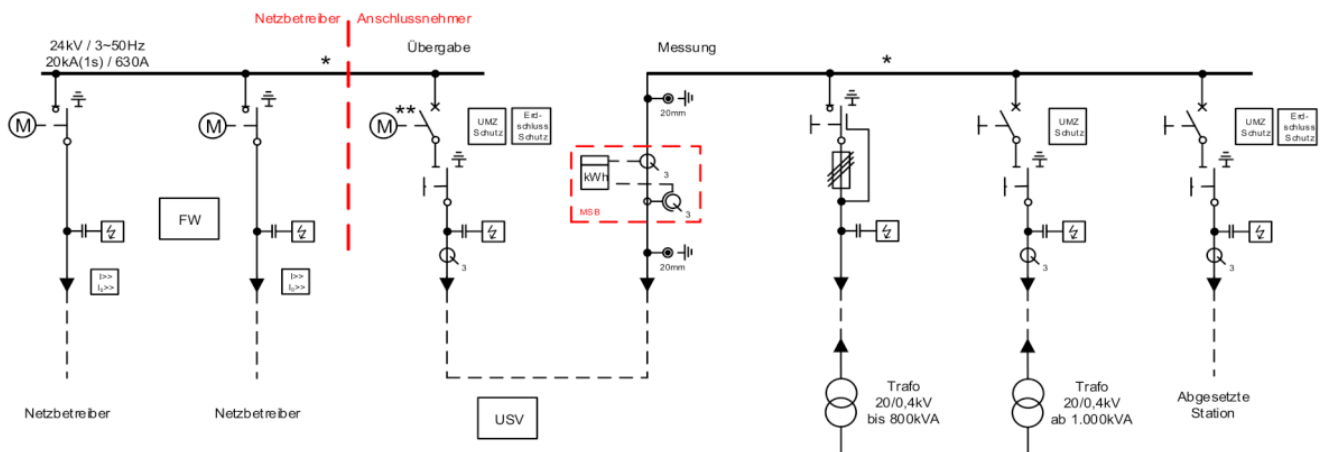 Netzbetreiber Anschlussnehmer
24kV / 3~50Hz
20kA(1s) / 630A
*
Übergabe
Messung
*
M
M
M
**
UMZ
Schutz
Erd-
schluss
Schutz
20mm
UMZ
Schutz
UMZ
Schutz
Erd-
schluss
Schutz
kWh
3
3
MSB
FW
I>>
I>>
3
20mm
3
3
Netzbetreiber
Netzbetreiber
USV
Trafo
20/0,4kV
bis 800kVA
Trafo
20/0,4kV
ab 1.000kVA
Abgesetzte
Station